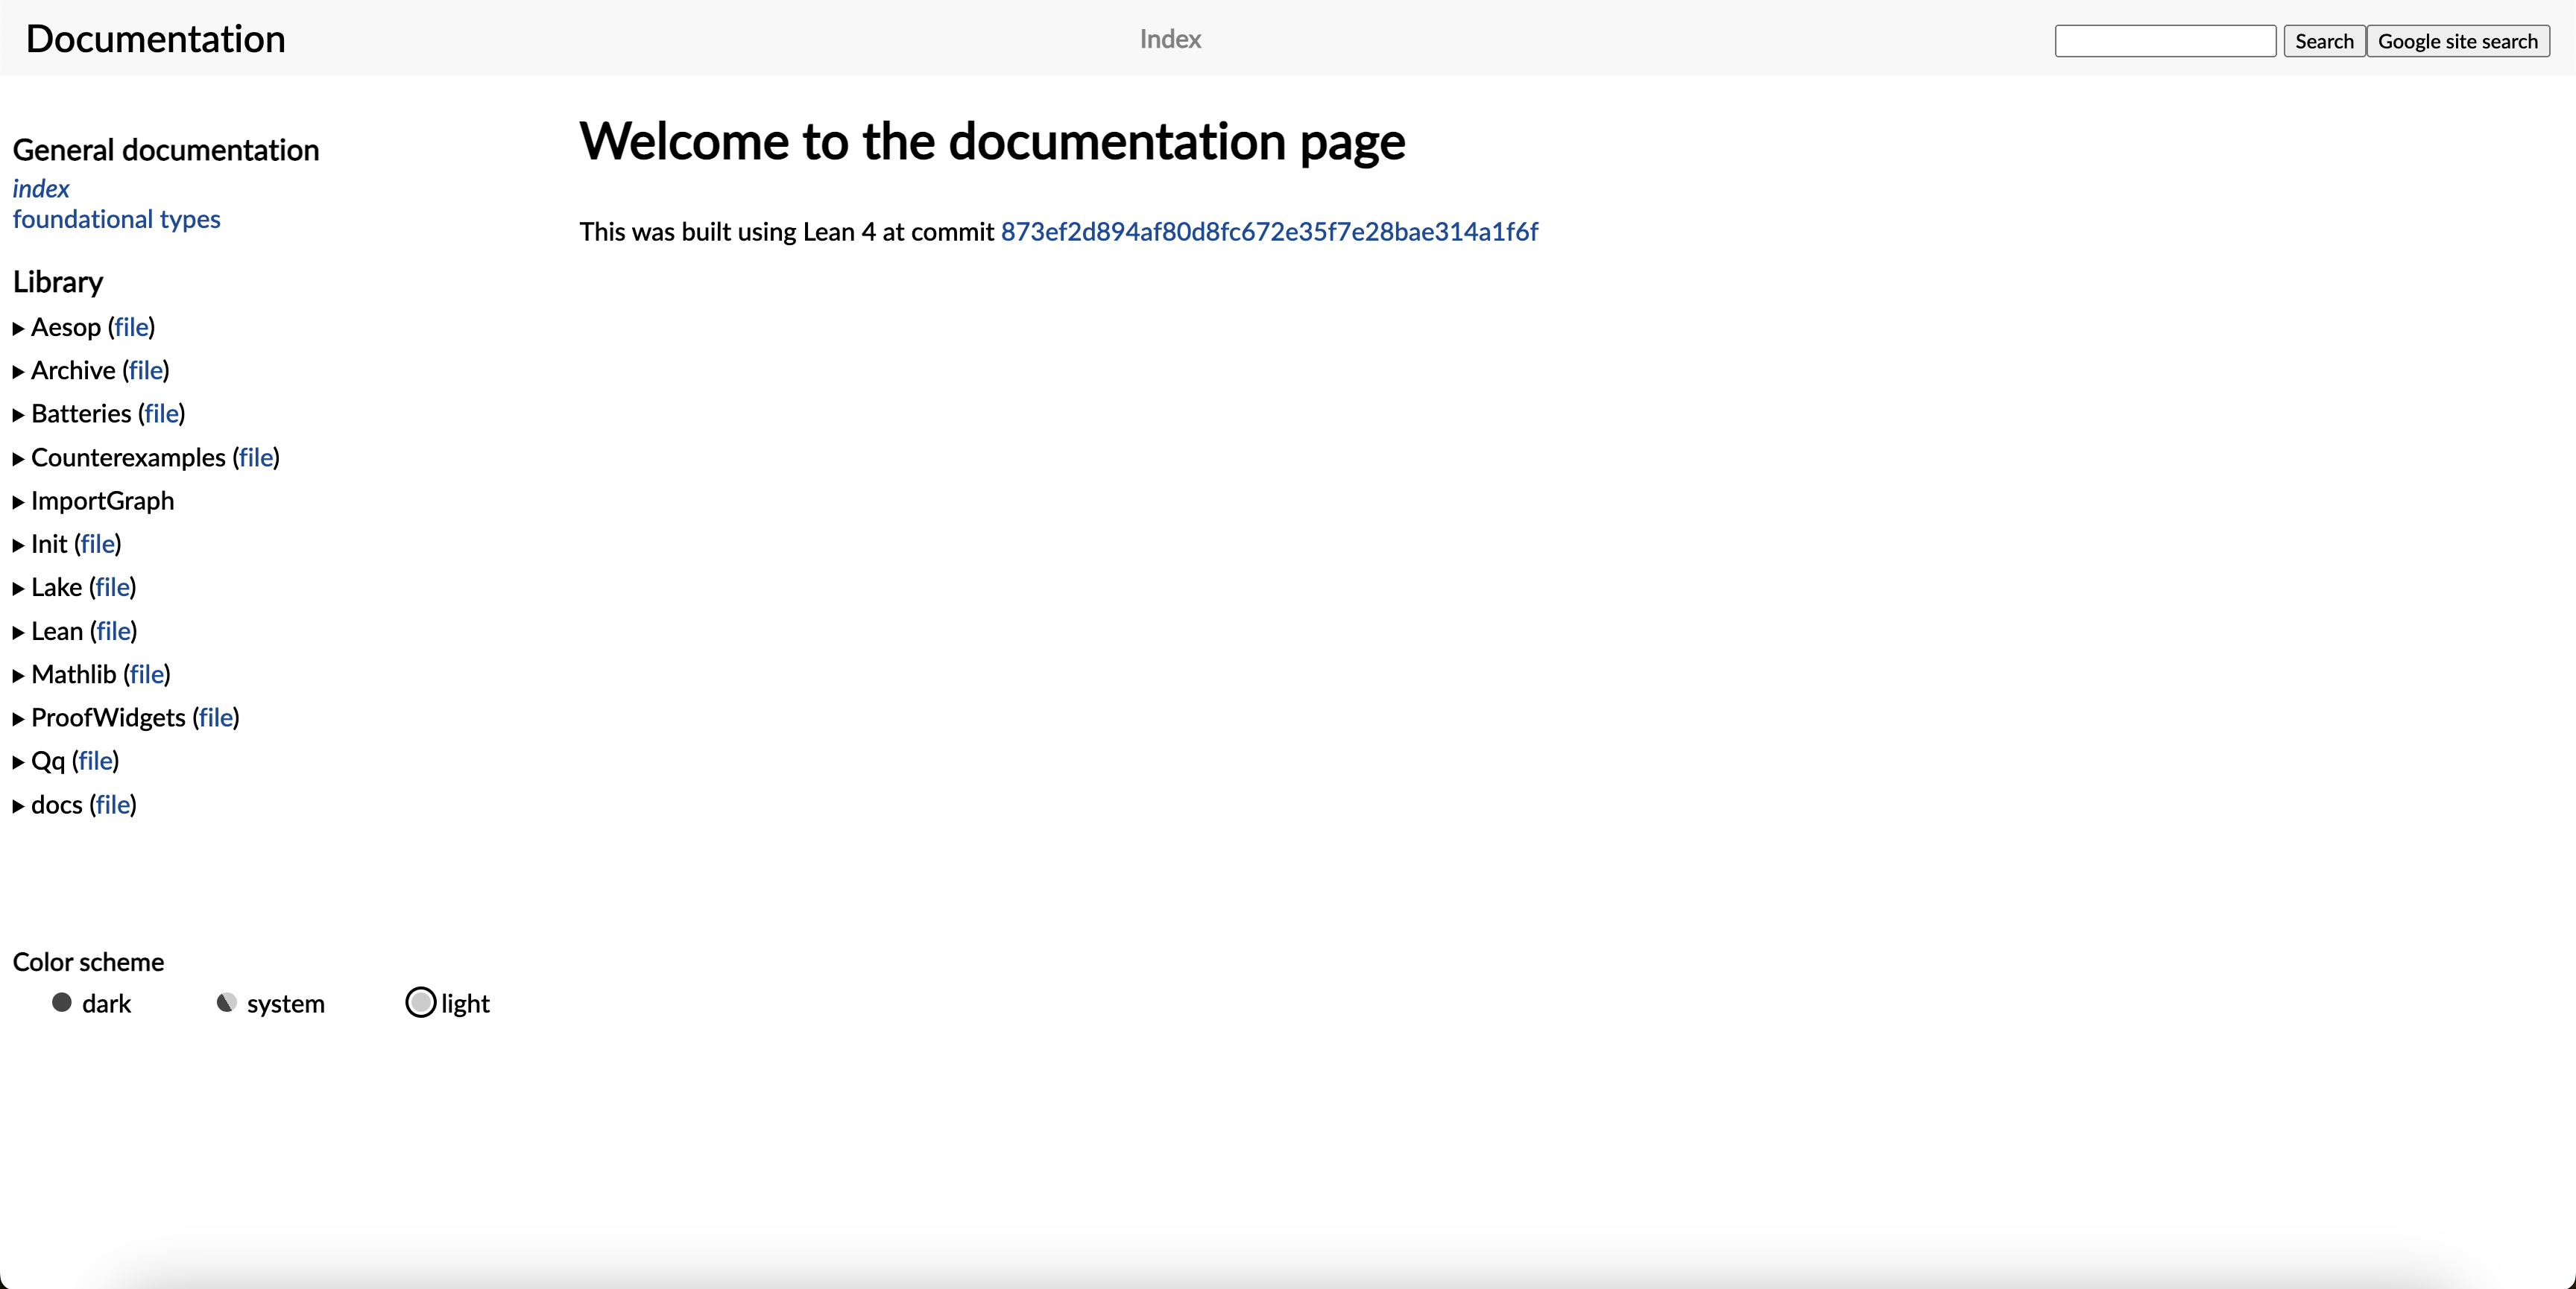 Documentation
Index
Search
Google site search
General documentation
index
foundational types
Library
Aesop (file)
Archive (file)
Batteries (file)
Counterexamples (file)
ImportGraph
Init (file)
Lake (file)
Lean (file)
Mathlib (file)
ProofWidgets (file)
Qq (file)
docs (file)
Color scheme
dark system light
Welcome to the documentation page
This was built using Lean 4 at commit 873ef2d894af80d8fc672e35f7e28bae314a1f6f